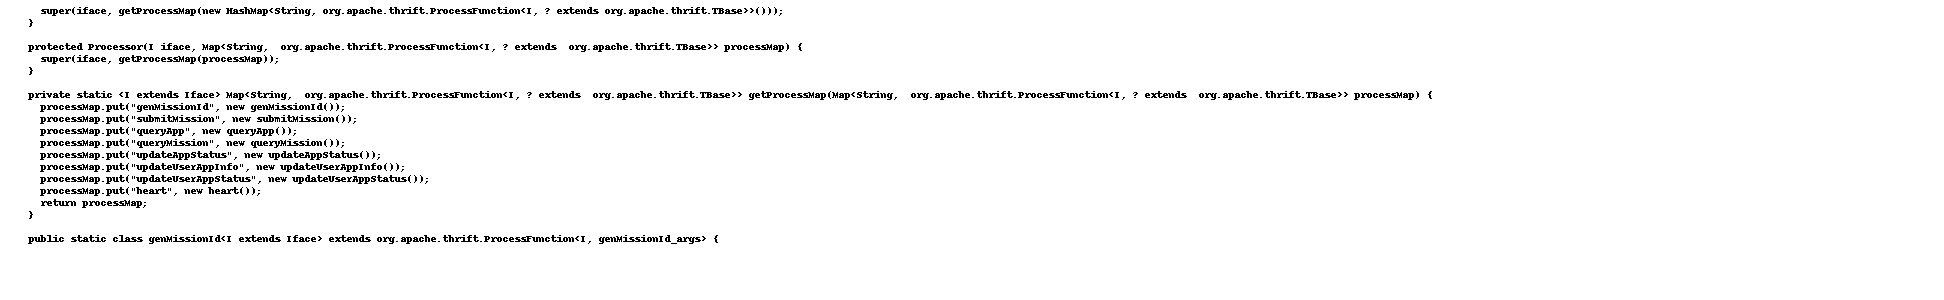 super(iface, getProcessMap(new HashMap<String, org.apache.thrift.ProcessFunction<I, ? extends org.apache.thrift.TBase>>()));
}
protected Processor(I iface, Map<String,  org.apache.thrift.ProcessFunction<I, ? extends  org.apache.thrift.TBase>> processMap) {
super(iface, getProcessMap(processMap));
}
private static <I extends Iface> Map<String,  org.apache.thrift.ProcessFunction<I, ? extends  org.apache.thrift.TBase>> getProcessMap(Map<String,  org.apache.thrift.ProcessFunction<I, ? extends  org.apache.thrift.TBase>> processMap) {
processMap.put("genMissionId", new genMissionId());
processMap.put("submitMission", new submitMission());
processMap.put("queryApp", new queryApp());
processMap.put("queryMission", new queryMission());
processMap.put("updateAppStatus", new updateAppStatus());
processMap.put("updateUserAppInfo", new updateUserAppInfo());
processMap.put("updateUserAppStatus", new updateUserAppStatus());
processMap.put("heart", new heart());
return processMap;
}
public static class genMissionId<I extends Iface> extends org.apache.thrift.ProcessFunction<I, genMissionId_args> {